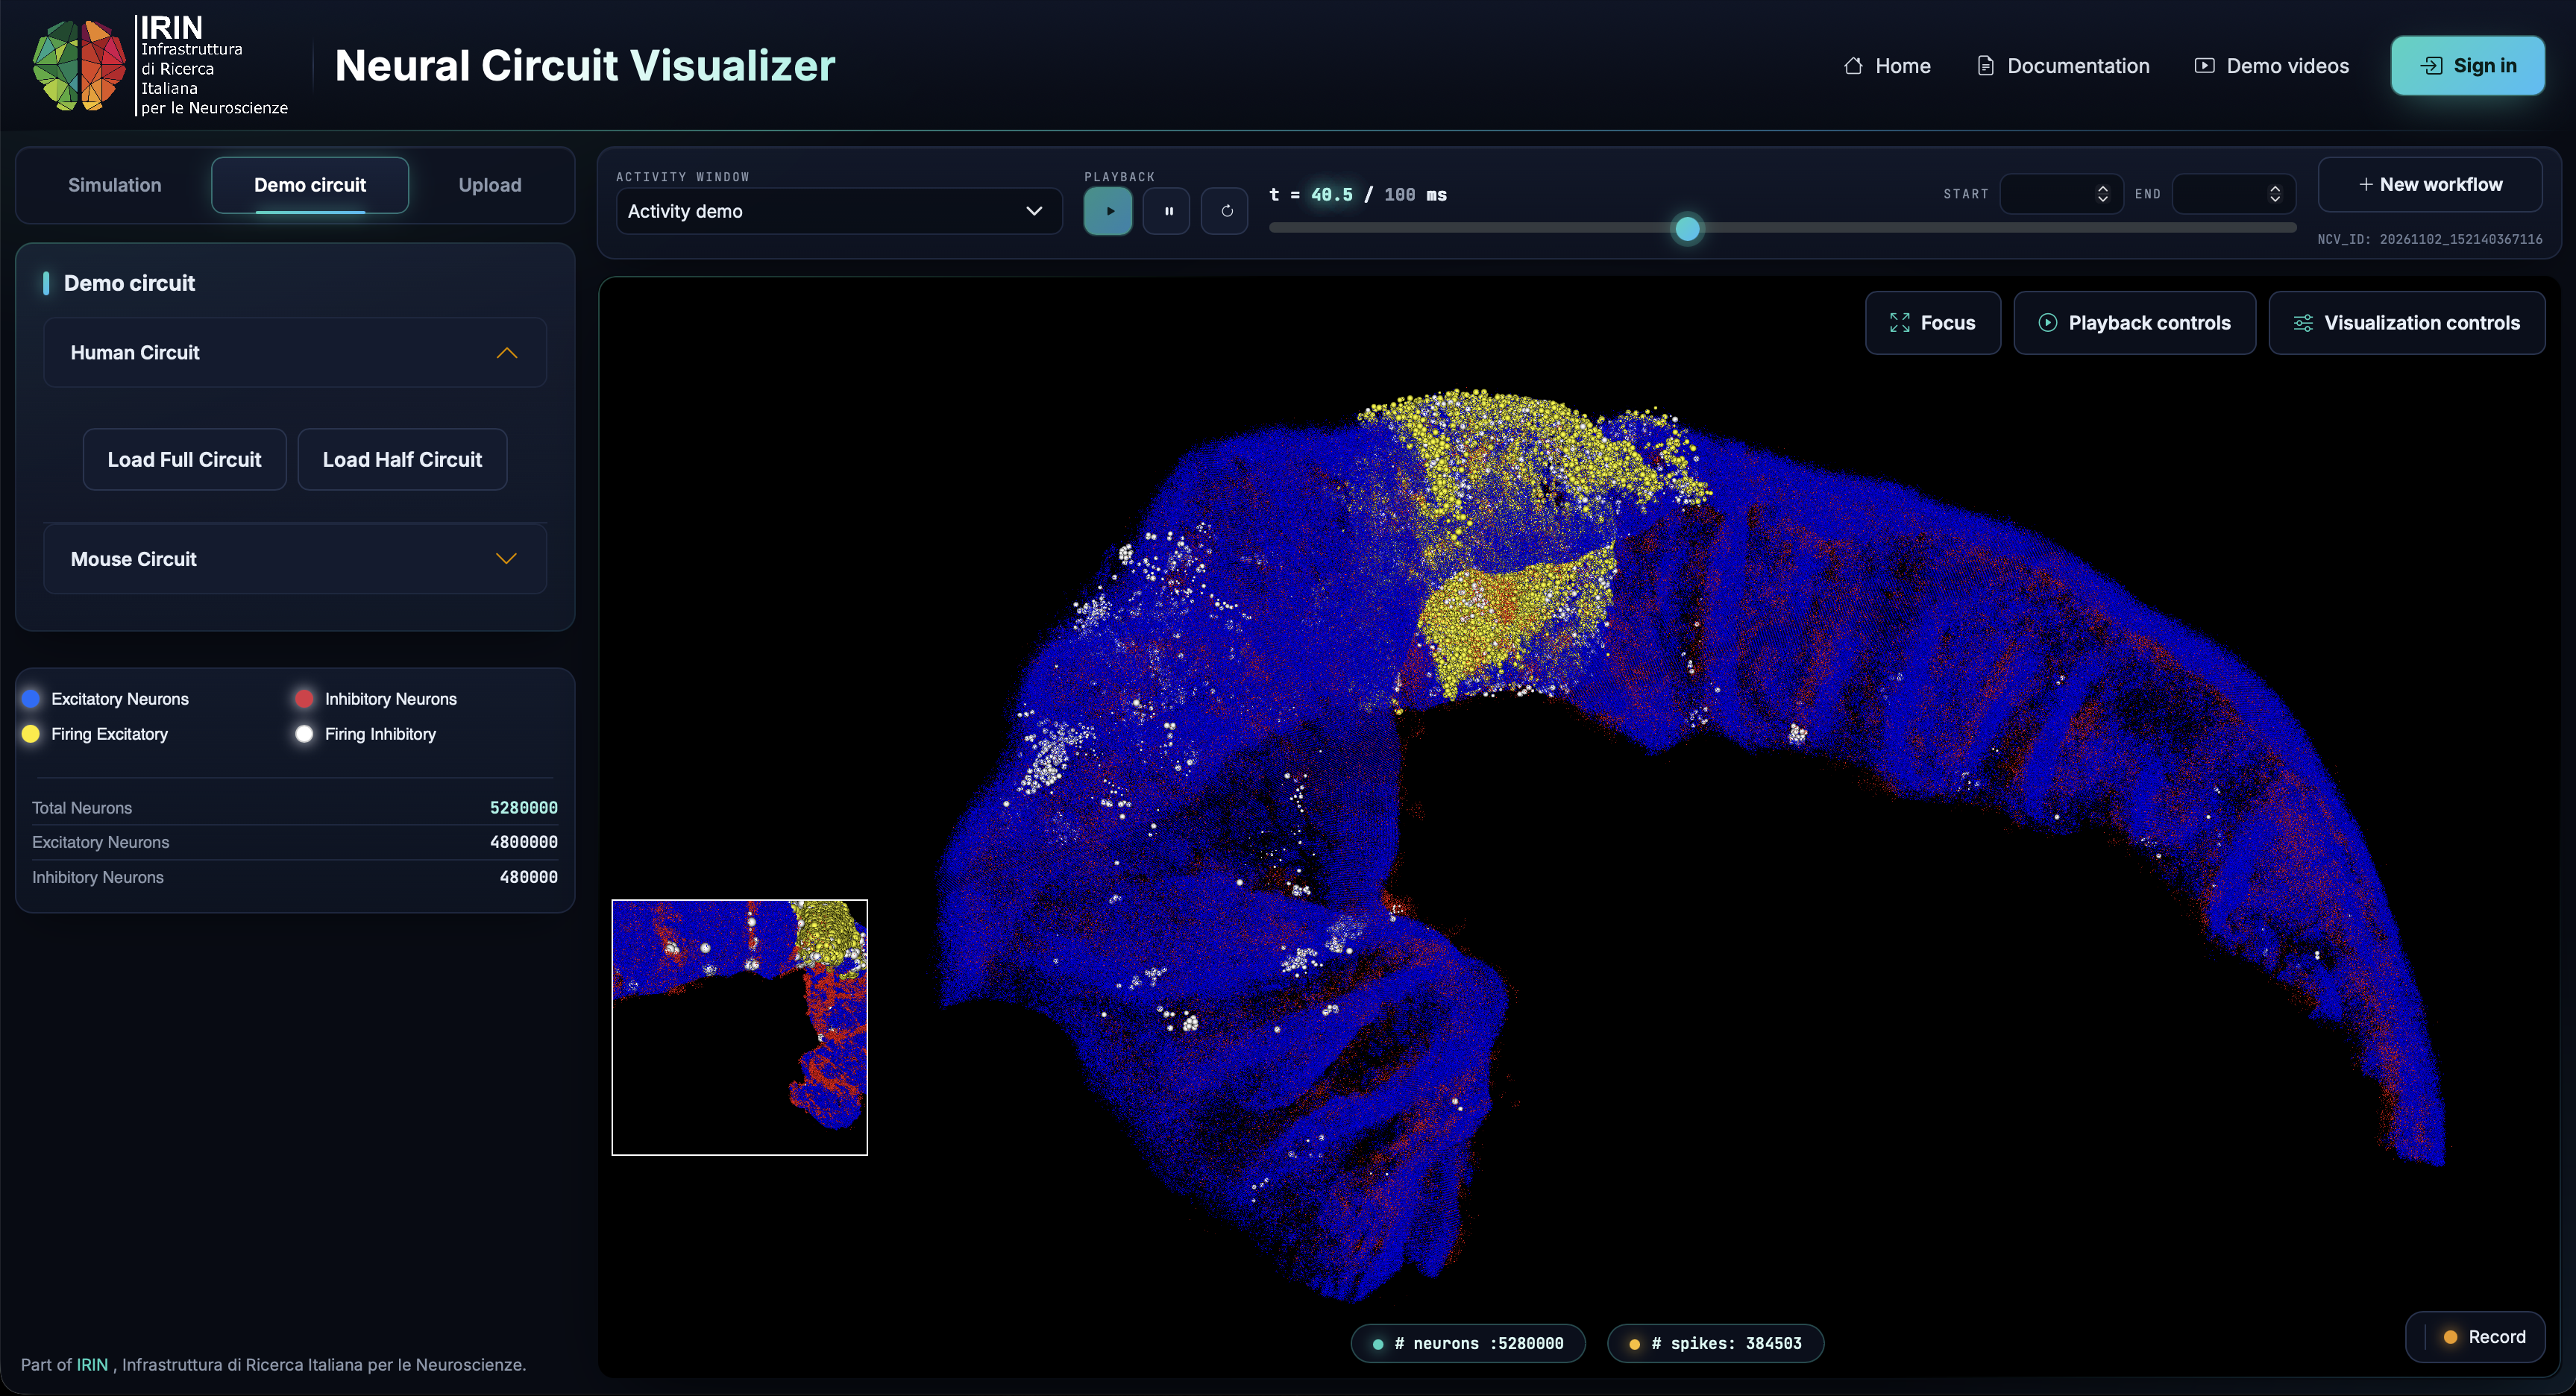 IRIN
Infrastruttura
di Ricerca
Italiana
per le Neuroscienze
Neural Circuit Visualizer
Home
Documentation
Demo videos
Sign in
Simulation
Demo circuit
Upload
ACTIVITY WINDOW
Activity demo
PLAYBACK
t = 40.5 / 100 ms
START
END
+ New workflow
NCV_ID: 20261102_152140367116
Demo circuit
Human Circuit
Load Full Circuit
Load Half Circuit
Mouse Circuit
Focus
Playback controls
Visualization controls
Excitatory Neurons
Inhibitory Neurons
Firing Excitatory
Firing Inhibitory
Total Neurons 5280000
Excitatory Neurons 4800000
Inhibitory Neurons 480000
# neurons :5280000
# spikes: 384503
Record
Part of IRIN , Infrastruttura di Ricerca Italiana per le Neuroscienze.